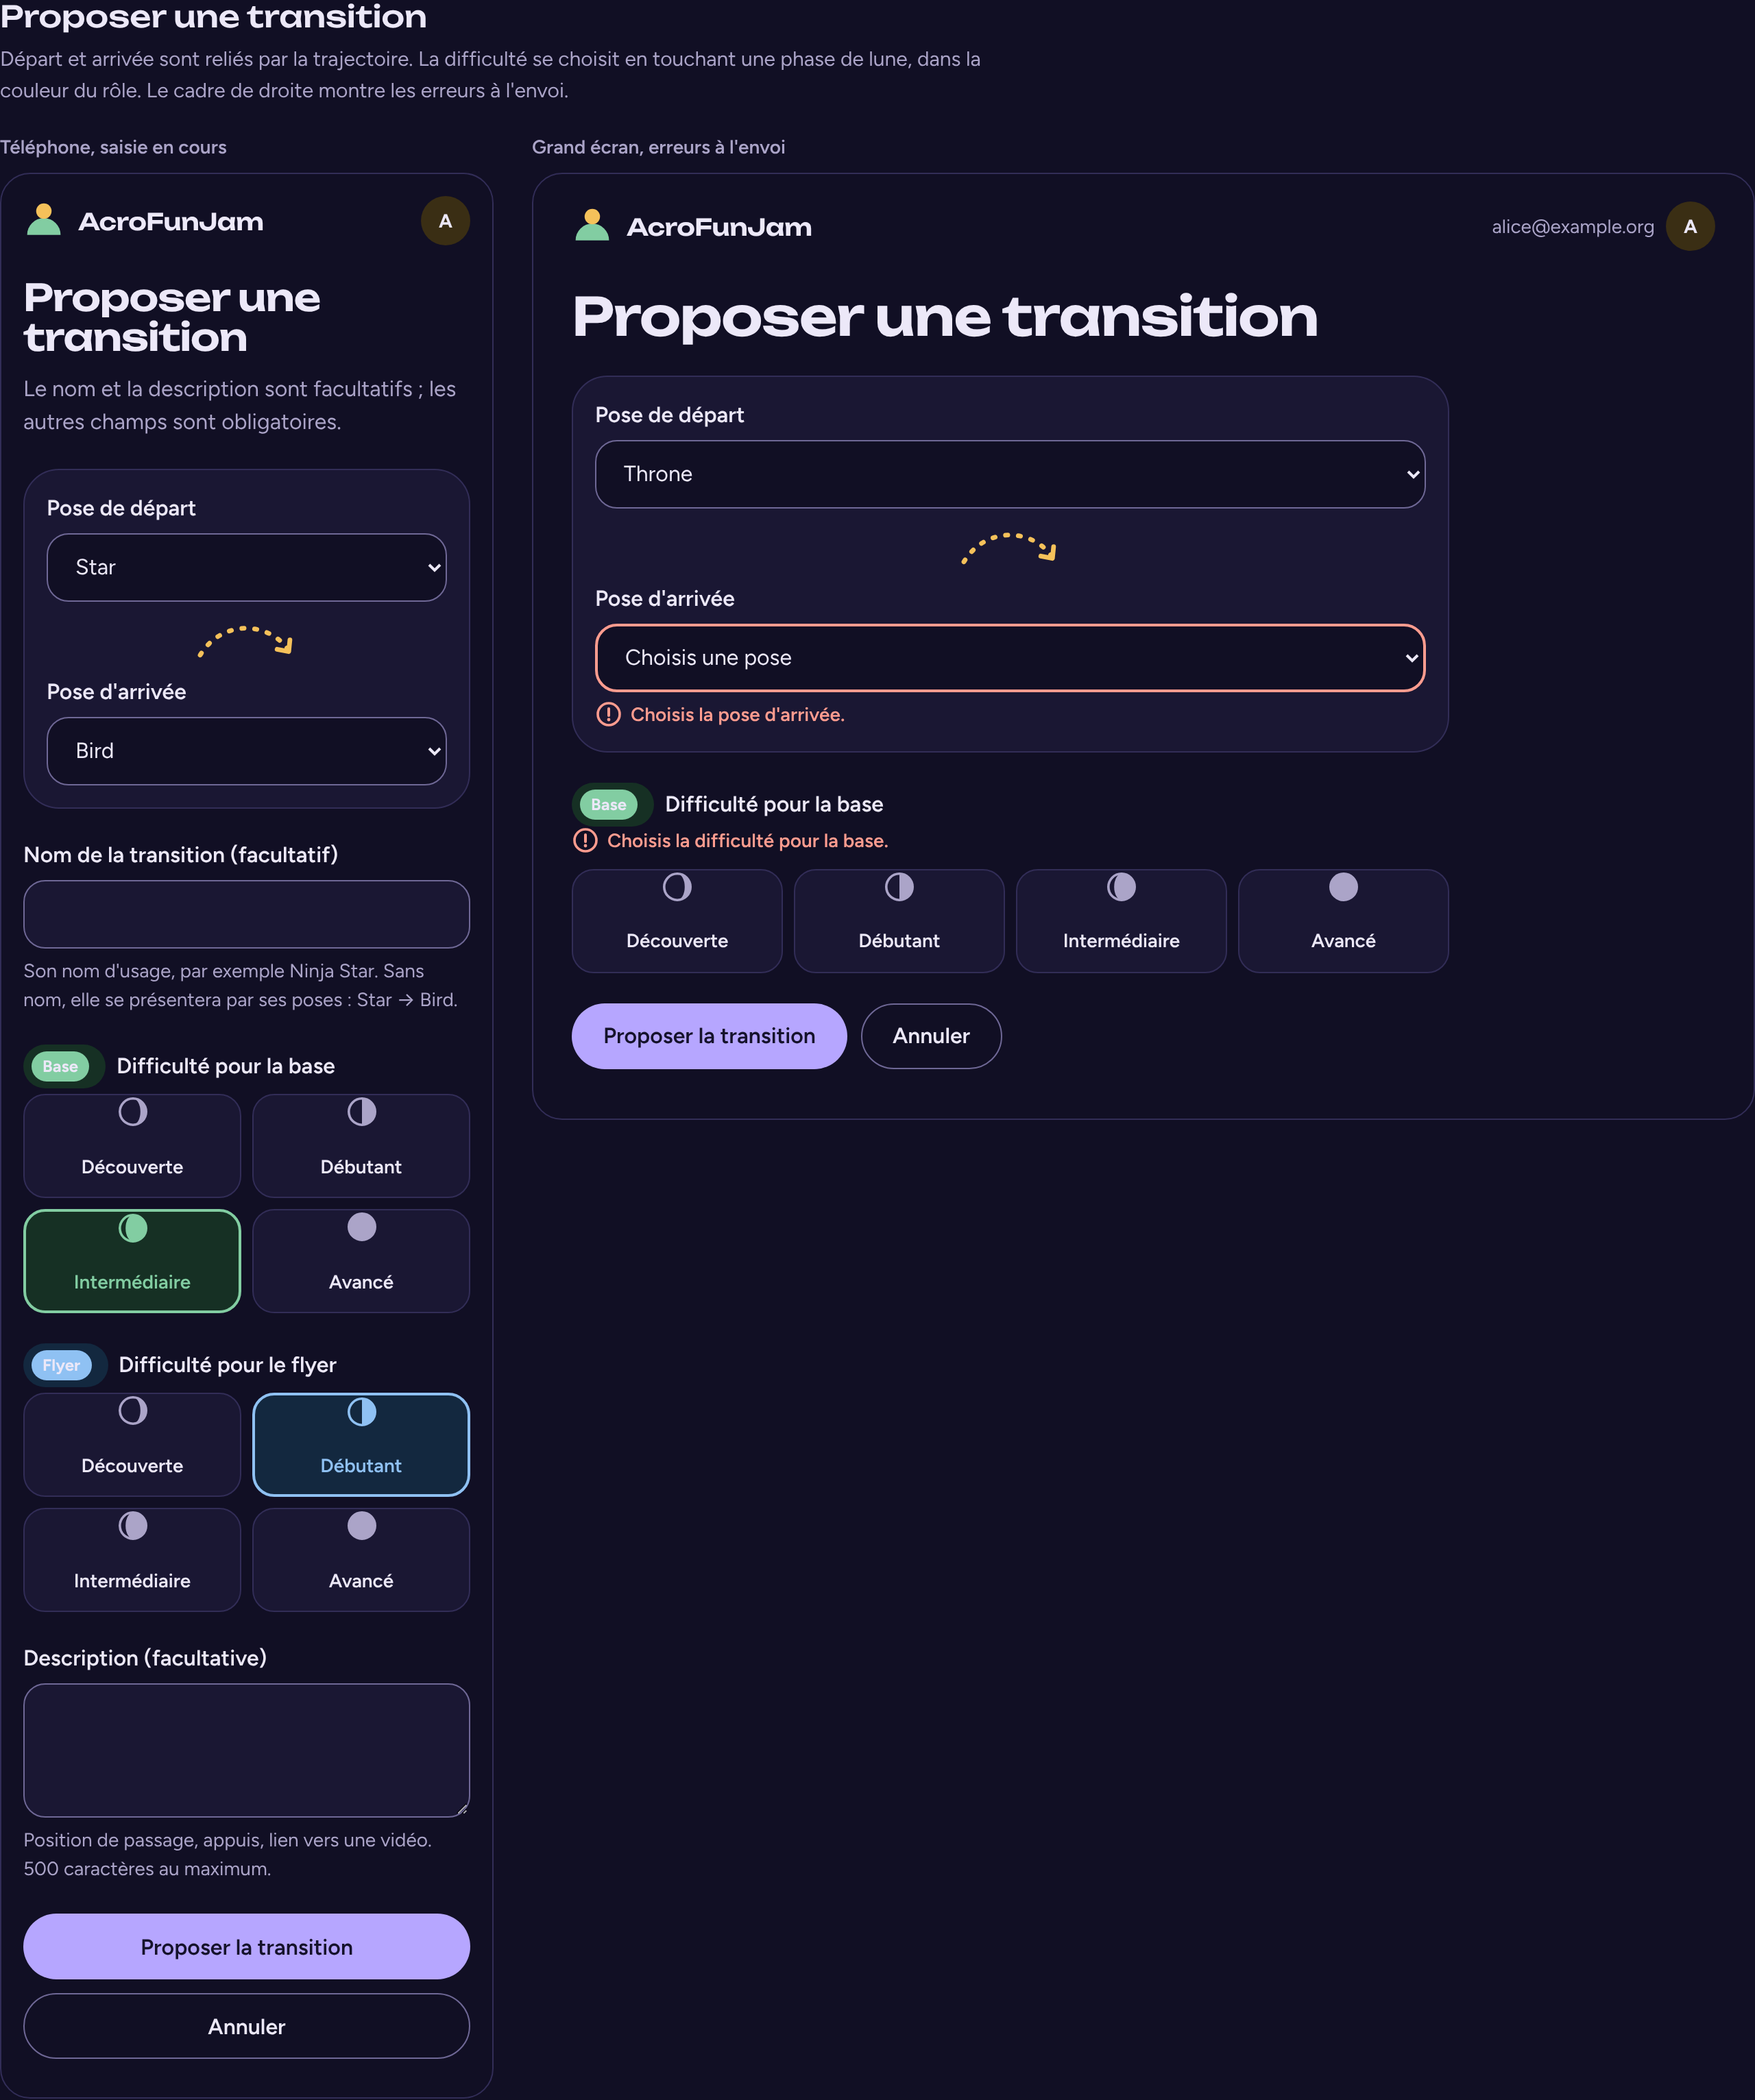 Proposer une transition
Départ et arrivée sont reliés par la trajectoire. La difficulté se choisit en touchant une phase de lune, dans la
couleur du rôle. Le cadre de droite montre les erreurs à l'envoi.
Téléphone, saisie en cours
AcroFunJam
A
Proposer une
transition
Le nom et la description sont facultatifs ; les
autres champs sont obligatoires.
Pose de départ
Star
Pose d'arrivée
Bird
Nom de la transition (facultatif)
Son nom d'usage, par exemple Ninja Star. Sans
nom, elle se présentera par ses poses : Star → Bird.
Base Difficulté pour la base
Découverte
Débutant
Intermédiaire
Avancé
Flyer Difficulté pour le flyer
Découverte
Débutant
Intermédiaire
Avancé
Description (facultative)
Position de passage, appuis, lien vers une vidéo.
500 caractères au maximum.
Proposer la transition
Annuler
Grand écran, erreurs à l'envoi
AcroFunJam
alice@example.org
A
Proposer une transition
Pose de départ
Throne
Pose d'arrivée
Choisis une pose
Choisis la pose d'arrivée.
Base Difficulté pour la base
Choisis la difficulté pour la base.
Découverte
Débutant
Intermédiaire
Avancé
Proposer la transition
Annuler